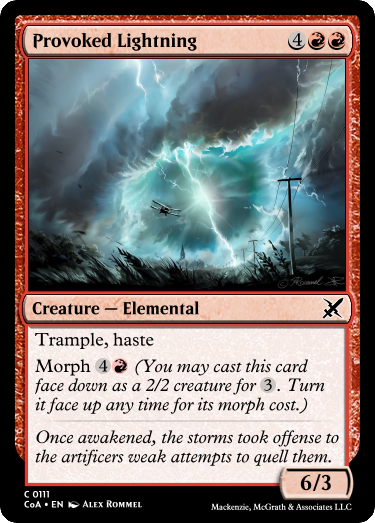 Provoked Lightning 4
Creature — Elemental
Trample, haste
Morph 4 (You may cast this card
face down as a 2/2 creature for 3. Turn
it face up any time for its morph cost.)
Once awakened, the storms took offense to
the artificers weak attempts to quell them.
6/3
C 0111
CoA • EN Alex Rommel
Mackenzie, McGrath & Associates LLC
© Rommel